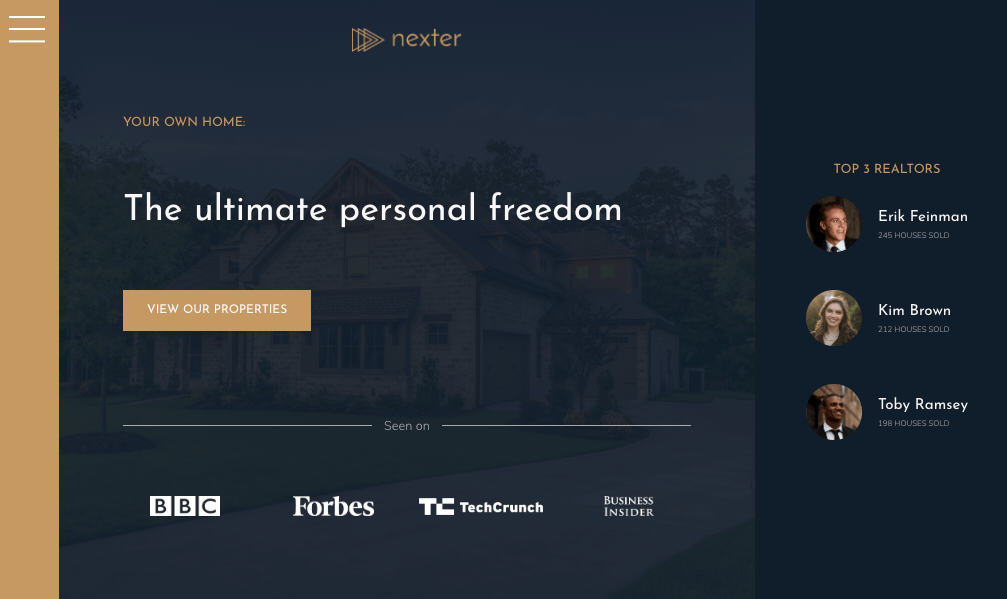 nexter
YOUR OWN HOME:
The ultimate personal freedom
VIEW OUR PROPERTIES
Seen on
BBC
Forbes
TC TechCrunch
BUSINESS
INSIDER
TOP 3 REALTORS
Erik Feinman
245 HOUSES SOLD
Kim Brown
212 HOUSES SOLD
Toby Ramsey
198 HOUSES SOLD